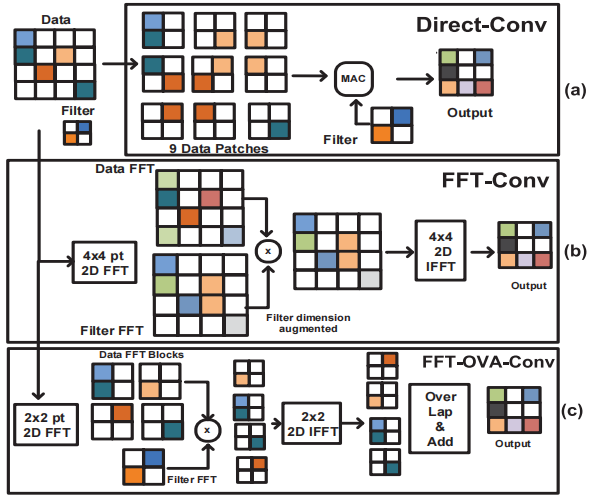 Data
Filter
Direct-Conv
9 Data Patches
MAC
Filter
Output
(a)
FFT-Conv
Data FFT
4x4 pt
2D FFT
Filter FFT
x
Filter dimension
augmented
4x4
2D
IFFT
Output
(b)
FFT-OVA-Conv
Data FFT Blocks
2x2 pt
2D FFT
x
Filter FFT
2x2
2D IFFT
Over
Lap
&
Add
Output
(c)